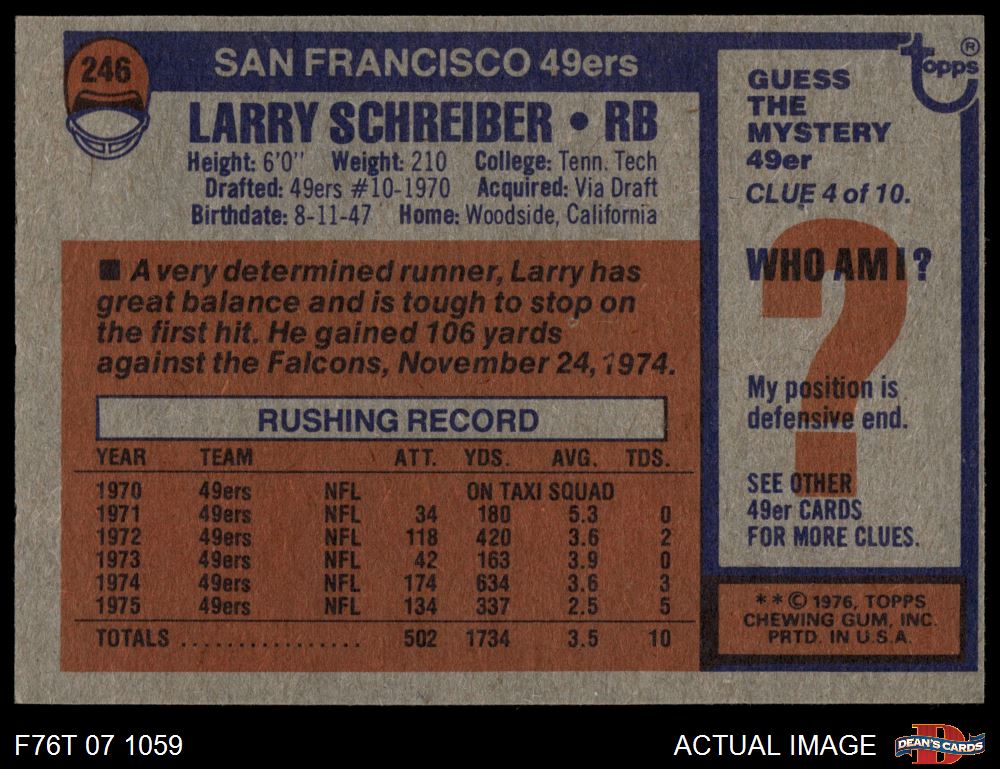 246
SAN FRANCISCO 49ers
LARRY SCHREIBER • RB
Height: 6'0" Weight: 210 College: Tenn. Tech
Drafted: 49ers #10-1970 Acquired: Via Draft
Birthdate: 8-11-47 Home: Woodside, California
■ A very determined runner, Larry has
great balance and is tough to stop on
the first hit. He gained 106 yards
against the Falcons, November 24, 1974.
RUSHING RECORD
YEAR TEAM ATT. YDS. AVG. TDS.
1970 49ers NFL ON TAXI SQUAD
1971 49ers NFL 34 180 5.3 0
1972 49ers NFL 118 420 3.6 2
1973 49ers NFL 42 163 3.9 0
1974 49ers NFL 174 634 3.6 3
1975 49ers NFL 134 337 2.5 5
TOTALS ................ 502 1734 3.5 10
topps ®
GUESS
THE
MYSTERY
49er
CLUE 4 of 10.
WHO AM I?
?
My position is
defensive end.
SEE OTHER
49er CARDS
FOR MORE CLUES.
* * © 1976, TOPPS
CHEWING GUM, INC.
PRTD. IN U.S.A.
F76T 07 1059
ACTUAL IMAGE
D
DEAN'S CARDS